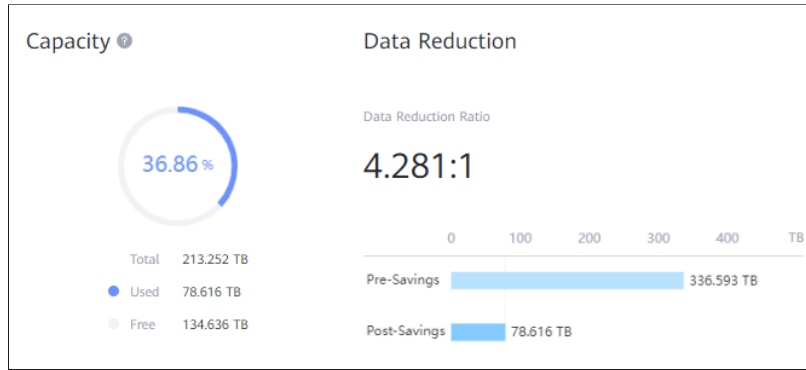 Capacity ?
Data Reduction
Data Reduction Ratio
36.86 %
4.281:1
0 100 200 300 400 TB
Total 213.252 TB
Used 78.616 TB
Free 134.636 TB
Pre-Savings 336.593 TB
Post-Savings 78.616 TB